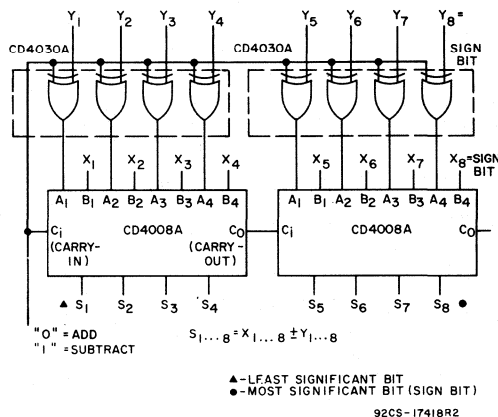 Y1 Y2 Y3 Y4 Y5 Y6 Y7 Y8=
CD4030A CD4030A SIGN
BIT
X1 X2 X3 X4 X5 X6 X7 X8=SIGN
BIT
A1 B1 A2 B2 A3 B3 A4 B4 A1 B1 A2 B2 A3 B3 A4 B4
Ci CD4008A CO Ci CD4008A CO
(CARRY-IN) (CARRY-OUT)
▲ S1 S2 S3 S4 S5 S6 S7 S8 ●
"0" = ADD
"1" = SUBTRACT
S1...8 = X1...8 ± Y1...8
▲-LEAST SIGNIFICANT BIT
●-MOST SIGNIFICANT BIT (SIGN BIT)
92CS-17418R2